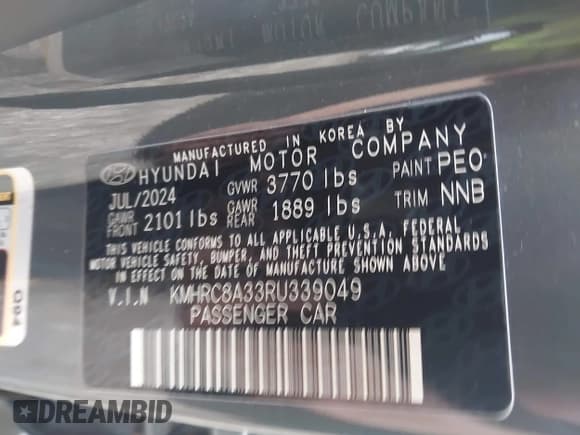 MANUFACTURED IN KOREA BY
HYUNDAI MOTOR COMPANY
JUL/2024 GVWR 3770 lbs PAINT PEO
GAWR FRONT 2101 lbs GAWR REAR 1889 lbs TRIM NNB
THIS VEHICLE CONFORMS TO ALL APPLICABLE U.S.A. FEDERAL
MOTOR VEHICLE SAFETY, BUMPER, AND THEFT PREVENTION STANDARDS
IN EFFECT ON THE DATE OF MANUFACTURE SHOWN ABOVE.
V.I.N KMHRC8A33RU339049
PASSENGER CAR
DREAMBID